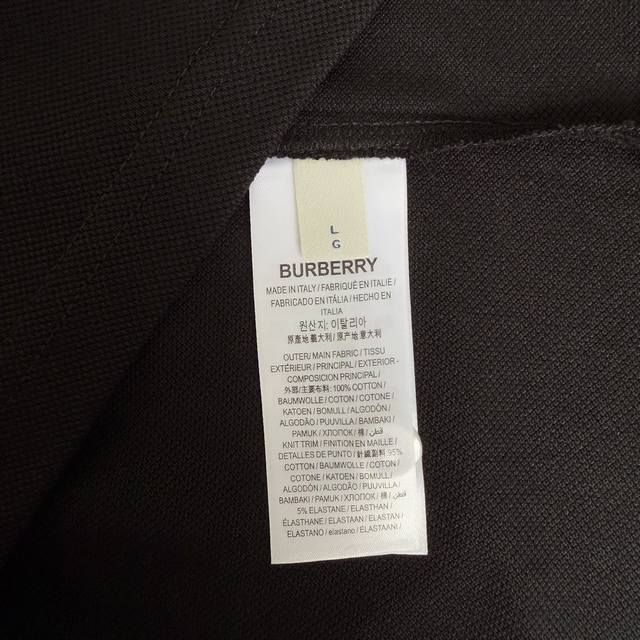 L
G
BURBERRY
MADE IN ITALY / FABRIQUÉ EN ITALIE /
FABRICADO EN ITÁLIA / HECHO EN
ITALIA
원산지: 이탈리아
原產地 義大利 / 原产地 意大利
OUTER/ MAIN FABRIC / TISSU
EXTÉRIEUR / PRINCIPAL / EXTERIOR -
COMPOSICION PRINCIPAL /
外部/主要布料: 100% COTTON /
BAUMWOLLE / COTON / COTONE /
KATOEN / BOMULL / ALGODÓN /
ALGODÃO / PUUVILLA / BAMBAKI /
PAMUK / ХЛОПОК / 棉 / قطن /
KNIT TRIM / FINITION EN MAILLE /
DETALLES DE PUNTO / 針織副料: 95%
COTTON / BAUMWOLLE / COTON /
COTONE / KATOEN / BOMULL /
ALGODÓN / ALGODÃO / PUUVILLA /
BAMBAKI / PAMUK / ХЛОПОК / 棉 / قطن /
5% ELASTANE / ELASTHAN /
ÉLASTHANE / ELASTAAN / ELASTAN /
ELASTANO / elastano / ELASTAANI /